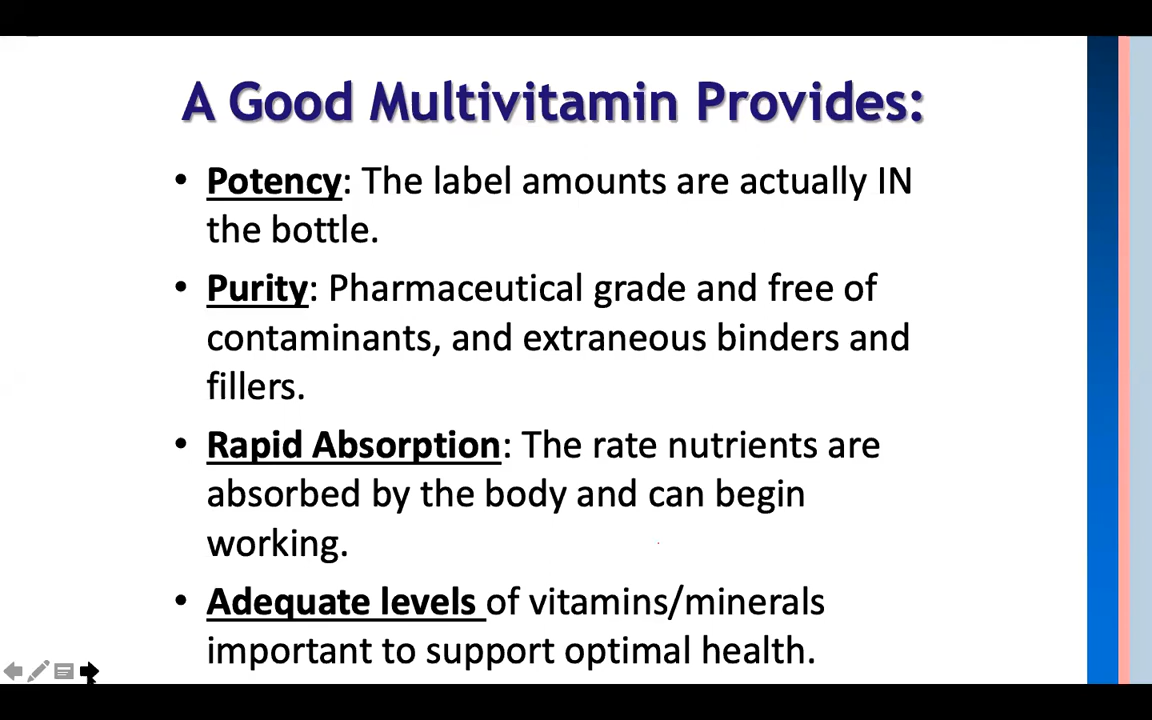 A Good Multivitamin Provides:
• Potency: The label amounts are actually IN
the bottle.
• Purity: Pharmaceutical grade and free of
contaminants, and extraneous binders and
fillers.
• Rapid Absorption: The rate nutrients are
absorbed by the body and can begin
working.
• Adequate levels of vitamins/minerals
important to support optimal health.